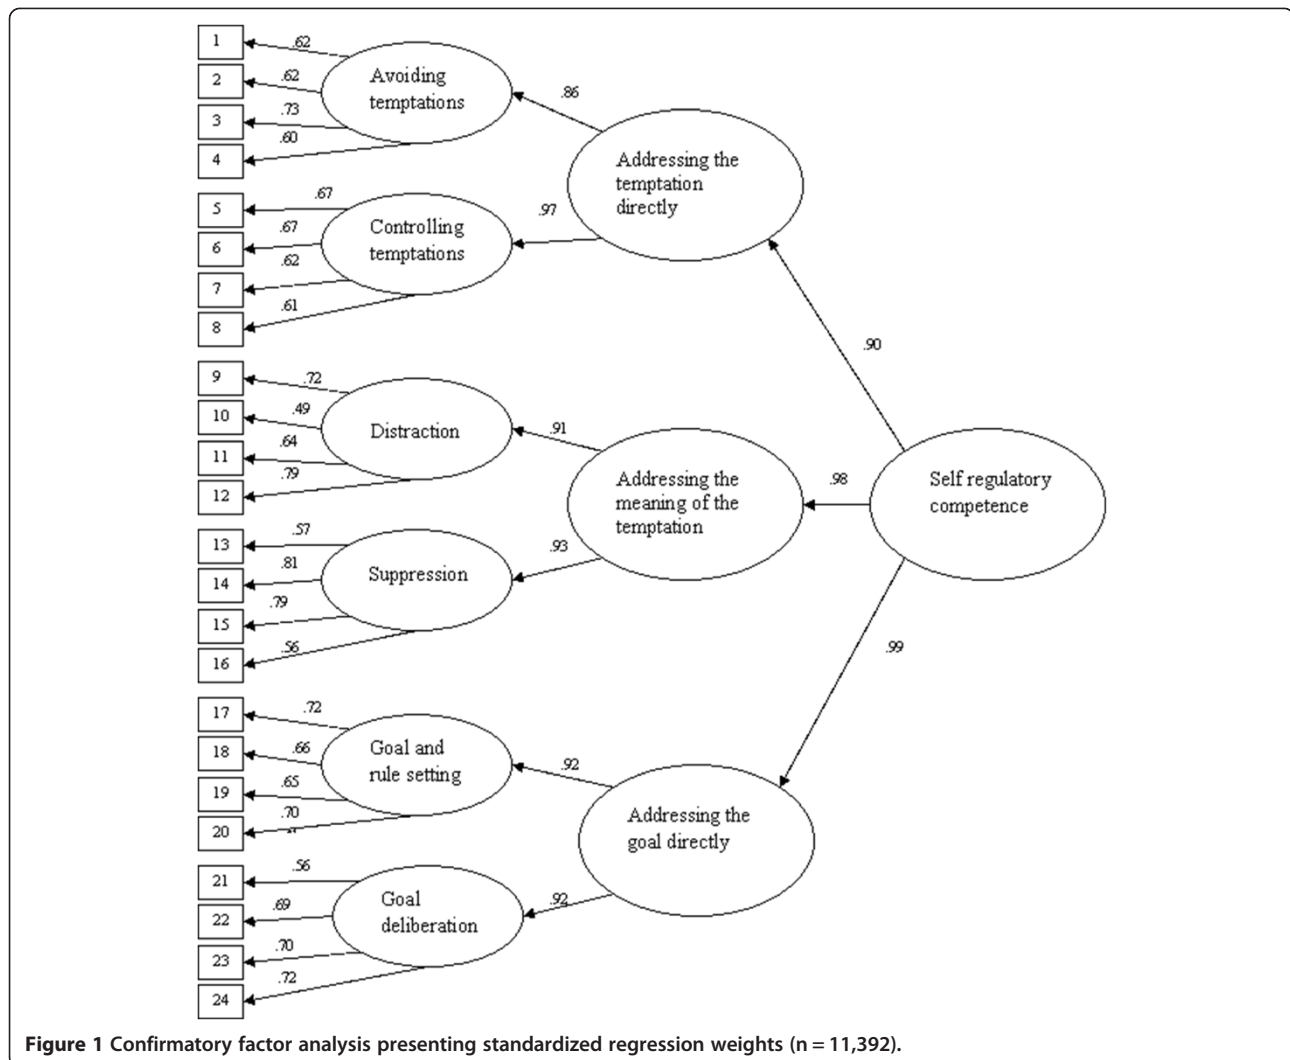 1
.62
2
.62
3
.73
4
.60
Avoiding
temptations
.86
5
.67
6
.67
7
.62
8
.61
Controlling
temptations
.97
Addressing the
temptation
directly
.90
9
.72
10
.49
11
.64
12
.79
Distraction
.91
13
.57
14
.81
15
.79
16
.56
Suppression
.93
Addressing the
meaning of the
temptation
.98
Self regulatory
competence
.99
17
.72
18
.66
19
.65
20
.70
Goal and
rule setting
.92
21
.56
22
.69
23
.70
24
.72
Goal
deliberation
.92
Addressing the
goal directly
Figure 1 Confirmatory factor analysis presenting standardized regression weights (n = 11,392).